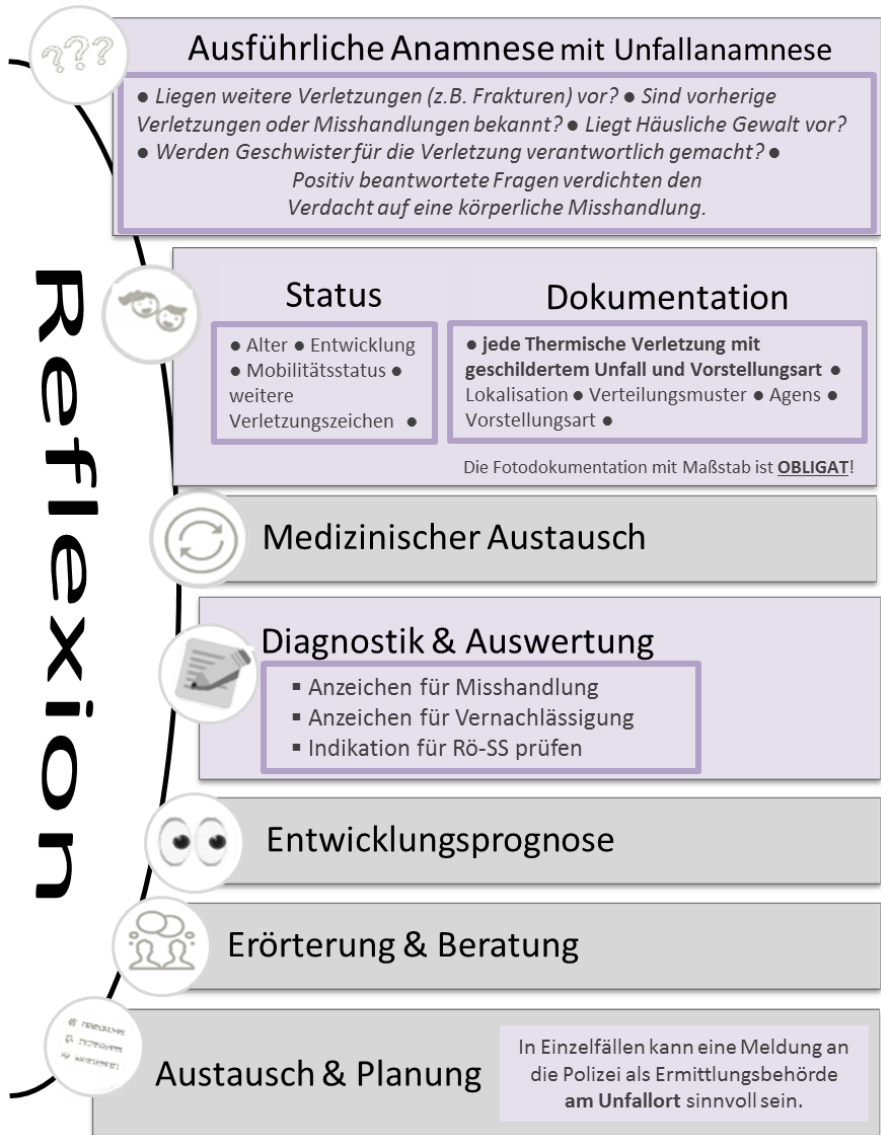 ???
Ausführliche Anamnese mit Unfallanamnese
● Liegen weitere Verletzungen (z.B. Frakturen) vor? ● Sind vorherige
Verletzungen oder Misshandlungen bekannt? ● Liegt Häusliche Gewalt vor?
● Werden Geschwister für die Verletzung verantwortlich gemacht? ●
Positiv beantwortete Fragen verdichten den
Verdacht auf eine körperliche Misshandlung.
Reflexion
Status
● Alter ● Entwicklung
● Mobilitätsstatus ●
weitere
Verletzungszeichen ●
Dokumentation
● jede Thermische Verletzung mit
geschildertem Unfall und Vorstellungsart ●
Lokalisation ● Verteilungsmuster ● Agens ●
Vorstellungsart ●
Die Fotodokumentation mit Maßstab ist OBLIGAT!
Medizinischer Austausch
Diagnostik & Auswertung
▪ Anzeichen für Misshandlung
▪ Anzeichen für Vernachlässigung
▪ Indikation für Rö-SS prüfen
Entwicklungsprognose
Erörterung & Beratung
Austausch & Planung
In Einzelfällen kann eine Meldung an
die Polizei als Ermittlungsbehörde
am Unfallort sinnvoll sein.